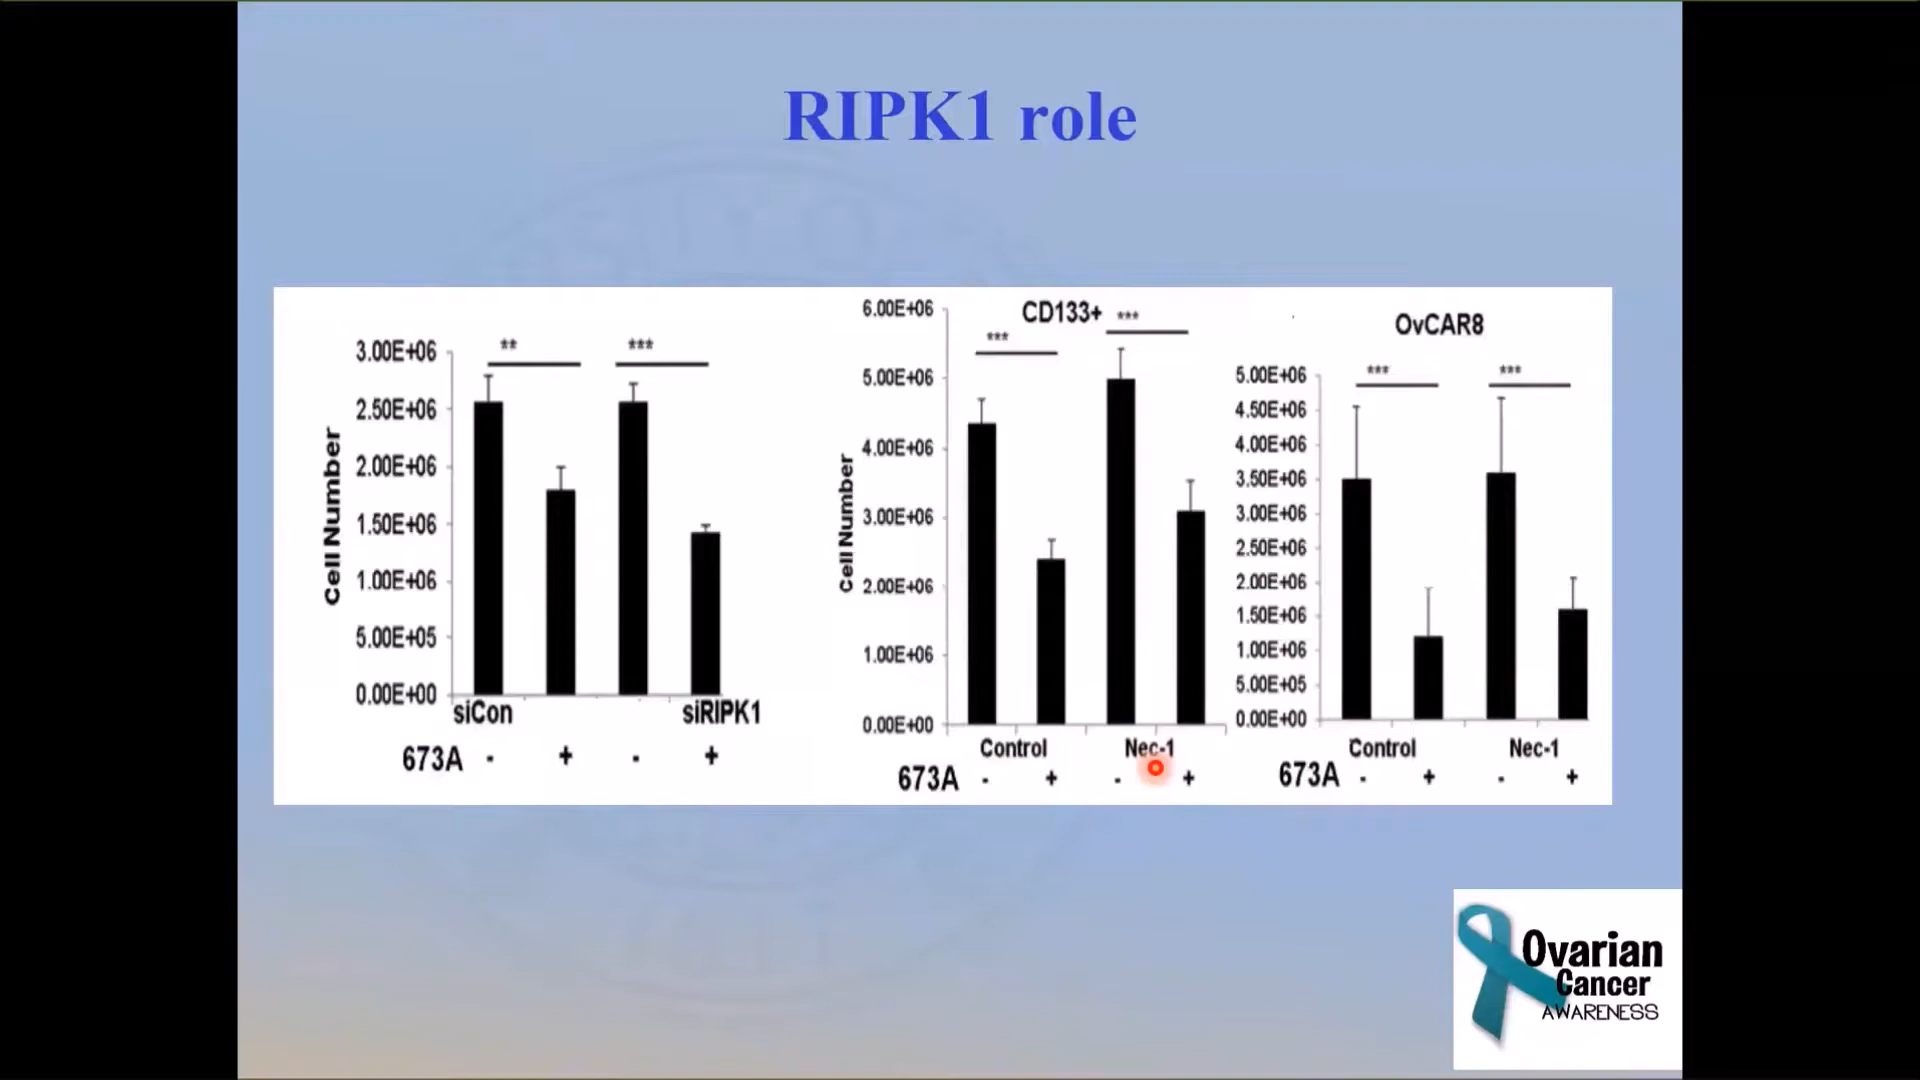 RIPK1 role
** ***
3.00E+06
2.50E+06
2.00E+06
1.50E+06
1.00E+06
5.00E+05
0.00E+00
Cell Number
siCon siRIPK1
673A - + - +
CD133+
*** ***
6.00E+06
5.00E+06
4.00E+06
3.00E+06
2.00E+06
1.00E+06
0.00E+00
Cell Number
Control Nec-1
673A - + - +
OvCAR8
*** ***
5.00E+06
4.50E+06
4.00E+06
3.50E+06
3.00E+06
2.50E+06
2.00E+06
1.50E+06
1.00E+06
5.00E+05
0.00E+00
Control Nec-1
673A - + - +
Ovarian
Cancer
AWARENESS